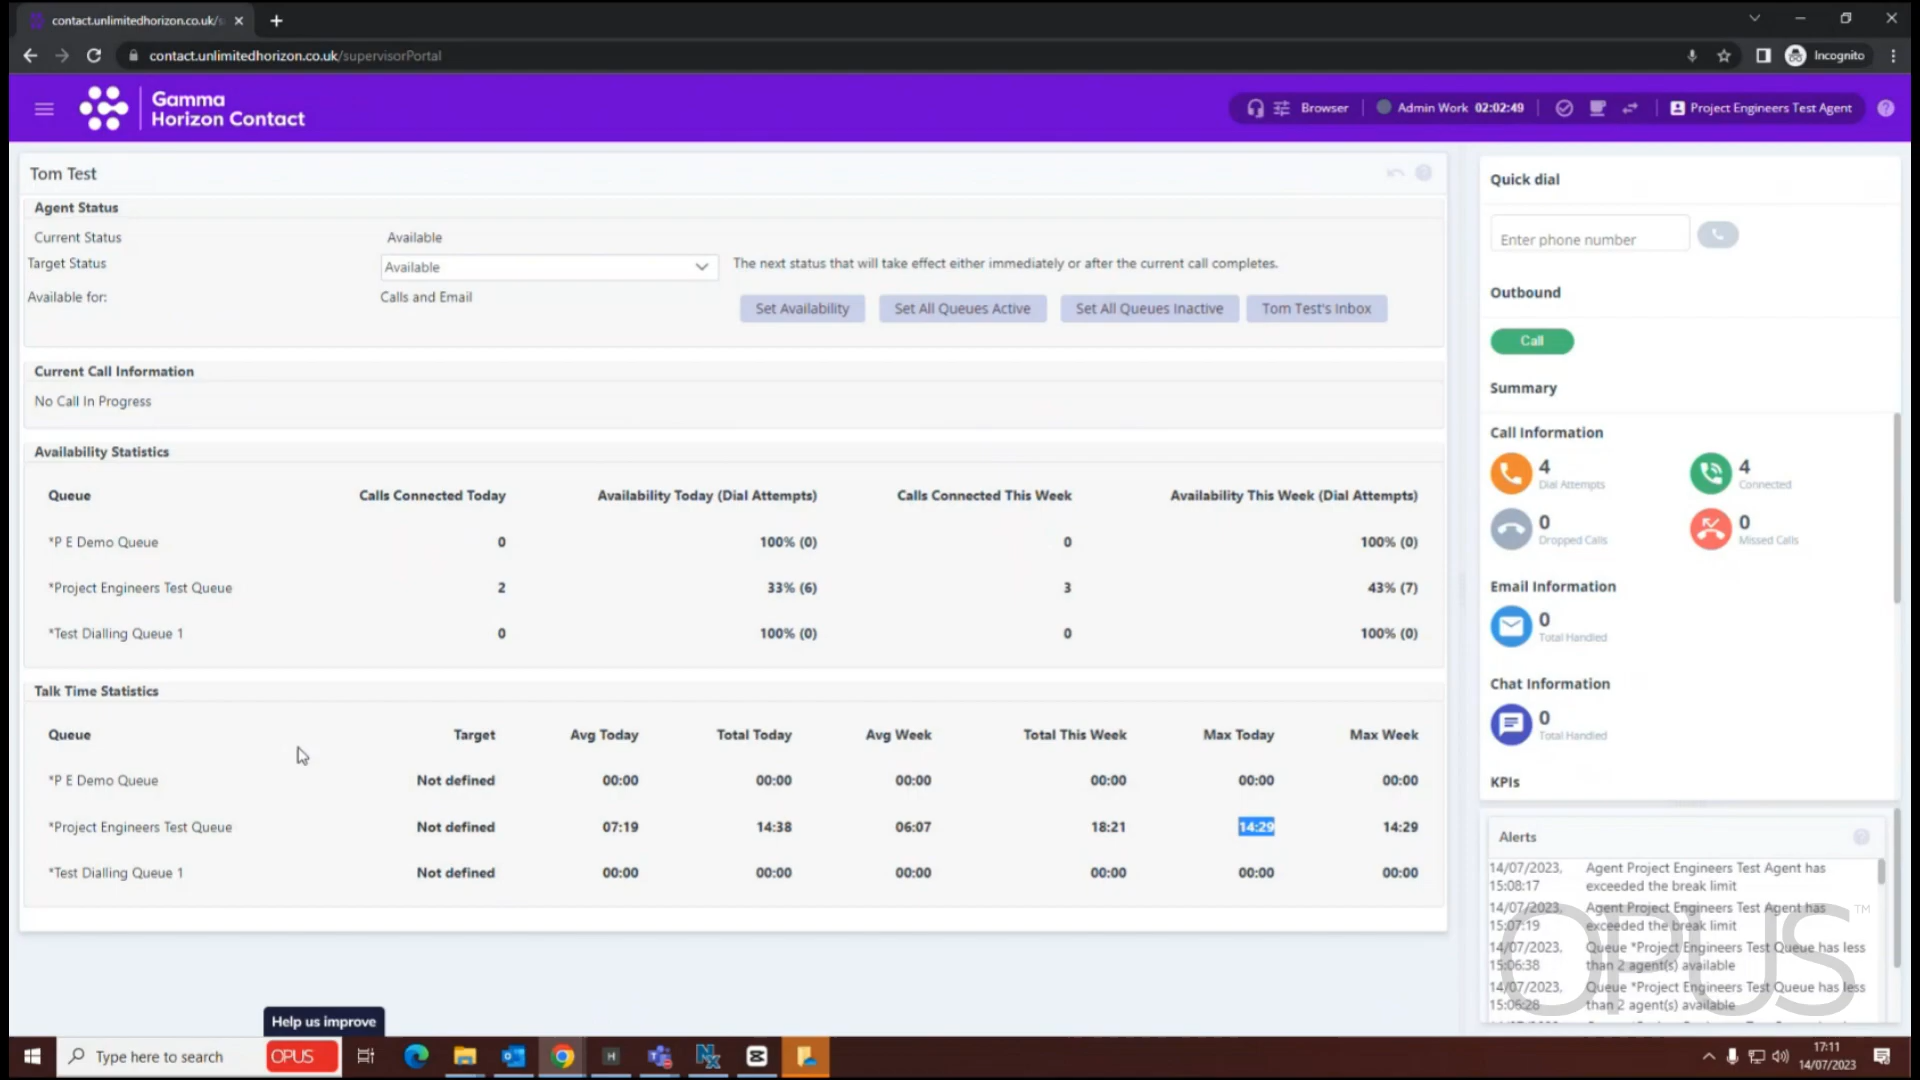 contact.unlimitedhorizon.co.uk/s
contact.unlimitedhorizon.co.uk/supervisorPortal
Incognito
Gamma
Horizon Contact
Browser
Admin Work 02:02:49
Project Engineers Test Agent
Tom Test
Agent Status
Current Status Available
Target Status Available The next status that will take effect either immediately or after the current call completes.
Available for: Calls and Email
Set Availability Set All Queues Active Set All Queues Inactive Tom Test's Inbox
Current Call Information
No Call In Progress
Availability Statistics
Queue Calls Connected Today Availability Today (Dial Attempts) Calls Connected This Week Availability This Week (Dial Attempts)
*P E Demo Queue 0 100% (0) 0 100% (0)
*Project Engineers Test Queue 2 33% (6) 3 43% (7)
*Test Dialling Queue 1 0 100% (0) 0 100% (0)
Talk Time Statistics
Queue Target Avg Today Total Today Avg Week Total This Week Max Today Max Week
*P E Demo Queue Not defined 00:00 00:00 00:00 00:00 00:00 00:00
*Project Engineers Test Queue Not defined 07:19 14:38 06:07 18:21 14:29 14:29
*Test Dialling Queue 1 Not defined 00:00 00:00 00:00 00:00 00:00 00:00
Quick dial
Enter phone number
Outbound
Call
Summary
Call Information
4 4
Dial Attempts Connected
0 0
Dropped Calls Missed Calls
Email Information
0
Total Handled
Chat Information
0
Total Handled
KPIs
Alerts
14/07/2023, Agent Project Engineers Test Agent has
15:08:17 exceeded the break limit
14/07/2023, Agent Project Engineers Test Agent has
15:07:19 exceeded the break limit
14/07/2023, Queue *Project Engineers Test Queue has less
15:06:38 than 2 agent(s) available
14/07/2023, Queue *Project Engineers Test Queue has less
15:06:28 than 2 agent(s) available
OPUS™
Help us improve
Type here to search
OPUS
H
17:11
14/07/2023